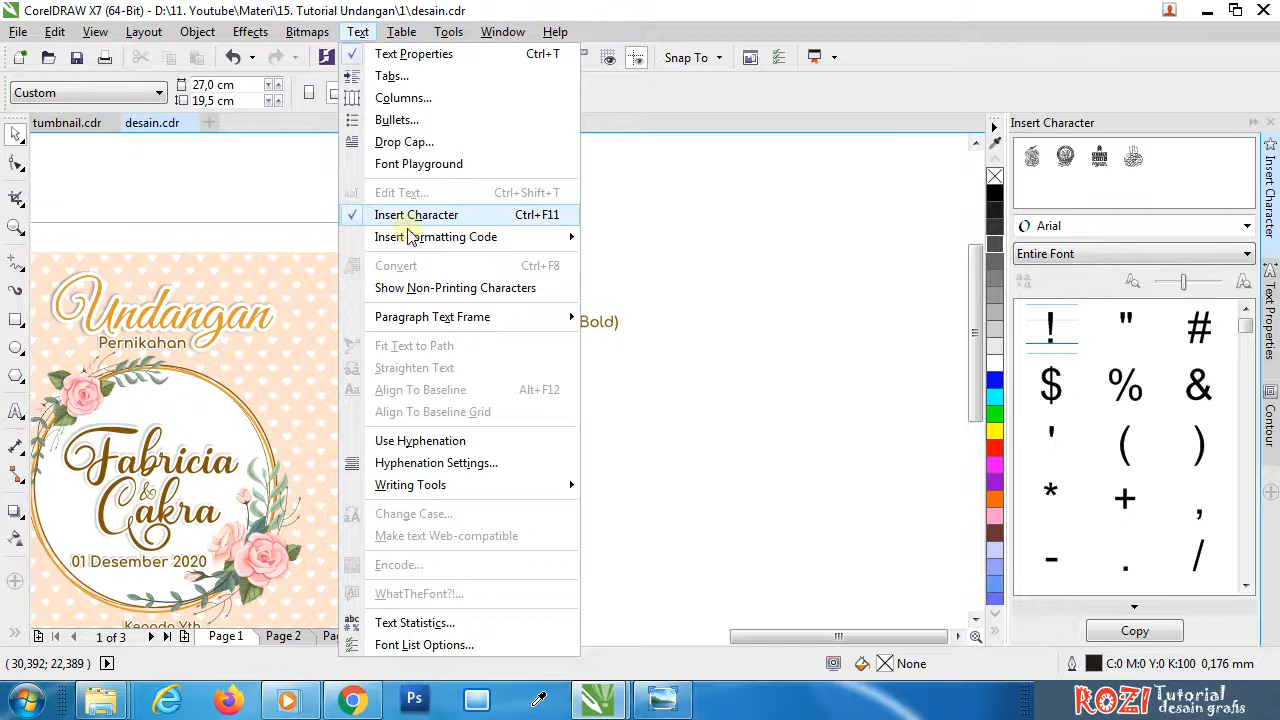 CorelDRAW X7 (64-Bit) - D:\11. Youtube\Materi\15. Tutorial Undangan\1\desain.cdr
File Edit View Layout Object Effects Bitmaps Text Table Tools Window Help
Snap To
Custom
27,0 cm
19,5 cm
tumbnail.cdr
desain.cdr
Text Properties Ctrl+T
Tabs...
Columns...
Bullets...
Drop Cap...
Font Playground
Edit Text... Ctrl+Shift+T
Insert Character Ctrl+F11
Insert Formatting Code
Convert Ctrl+F8
Show Non-Printing Characters
Paragraph Text Frame
Fit Text to Path
Straighten Text
Align To Baseline Alt+F12
Align To Baseline Grid
Use Hyphenation
Hyphenation Settings...
Writing Tools
Change Case...
Make text Web-compatible
Encode...
WhatTheFont?!...
Text Statistics...
Font List Options...
Undangan
Pernikahan
Fabricia
&
Cakra
01 Desember 2020
Kepada Yth
Bold)
Insert Character
Arial
Entire Font
! " #
$ % &
' ( )
* + ,
- . /
Copy
Insert Character
Text Properties
Contour
1 of 3
Page 1
Page 2
(30,392; 22,389)
None
C:0 M:0 Y:0 K:100 0,176 mm
Ps
ROZI Tutorial
desain grafis